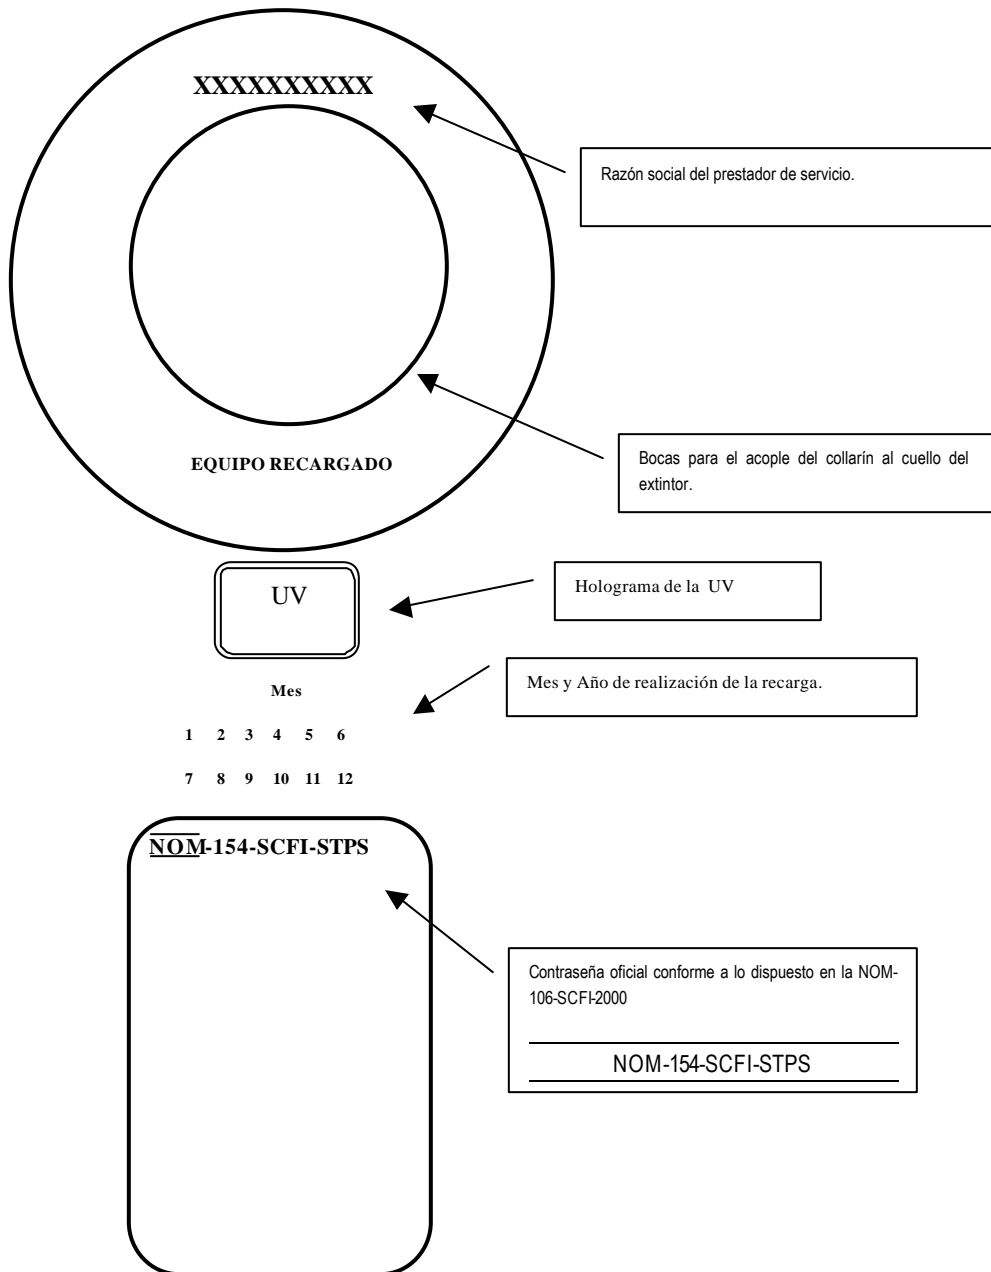 XXXXXXXXXX
Razón social del prestador de servicio.
EQUIPO RECARGADO
Bocas para el acople del collarín al cuello del
extintor.
UV
Holograma de la UV
Mes
Mes y Año de realización de la recarga.
1 2 3 4 5 6
7 8 9 10 11 12
NOM-154-SCFI-STPS
Contraseña oficial conforme a lo dispuesto en la NOM-
106-SCFI-2000
NOM-154-SCFI-STPS